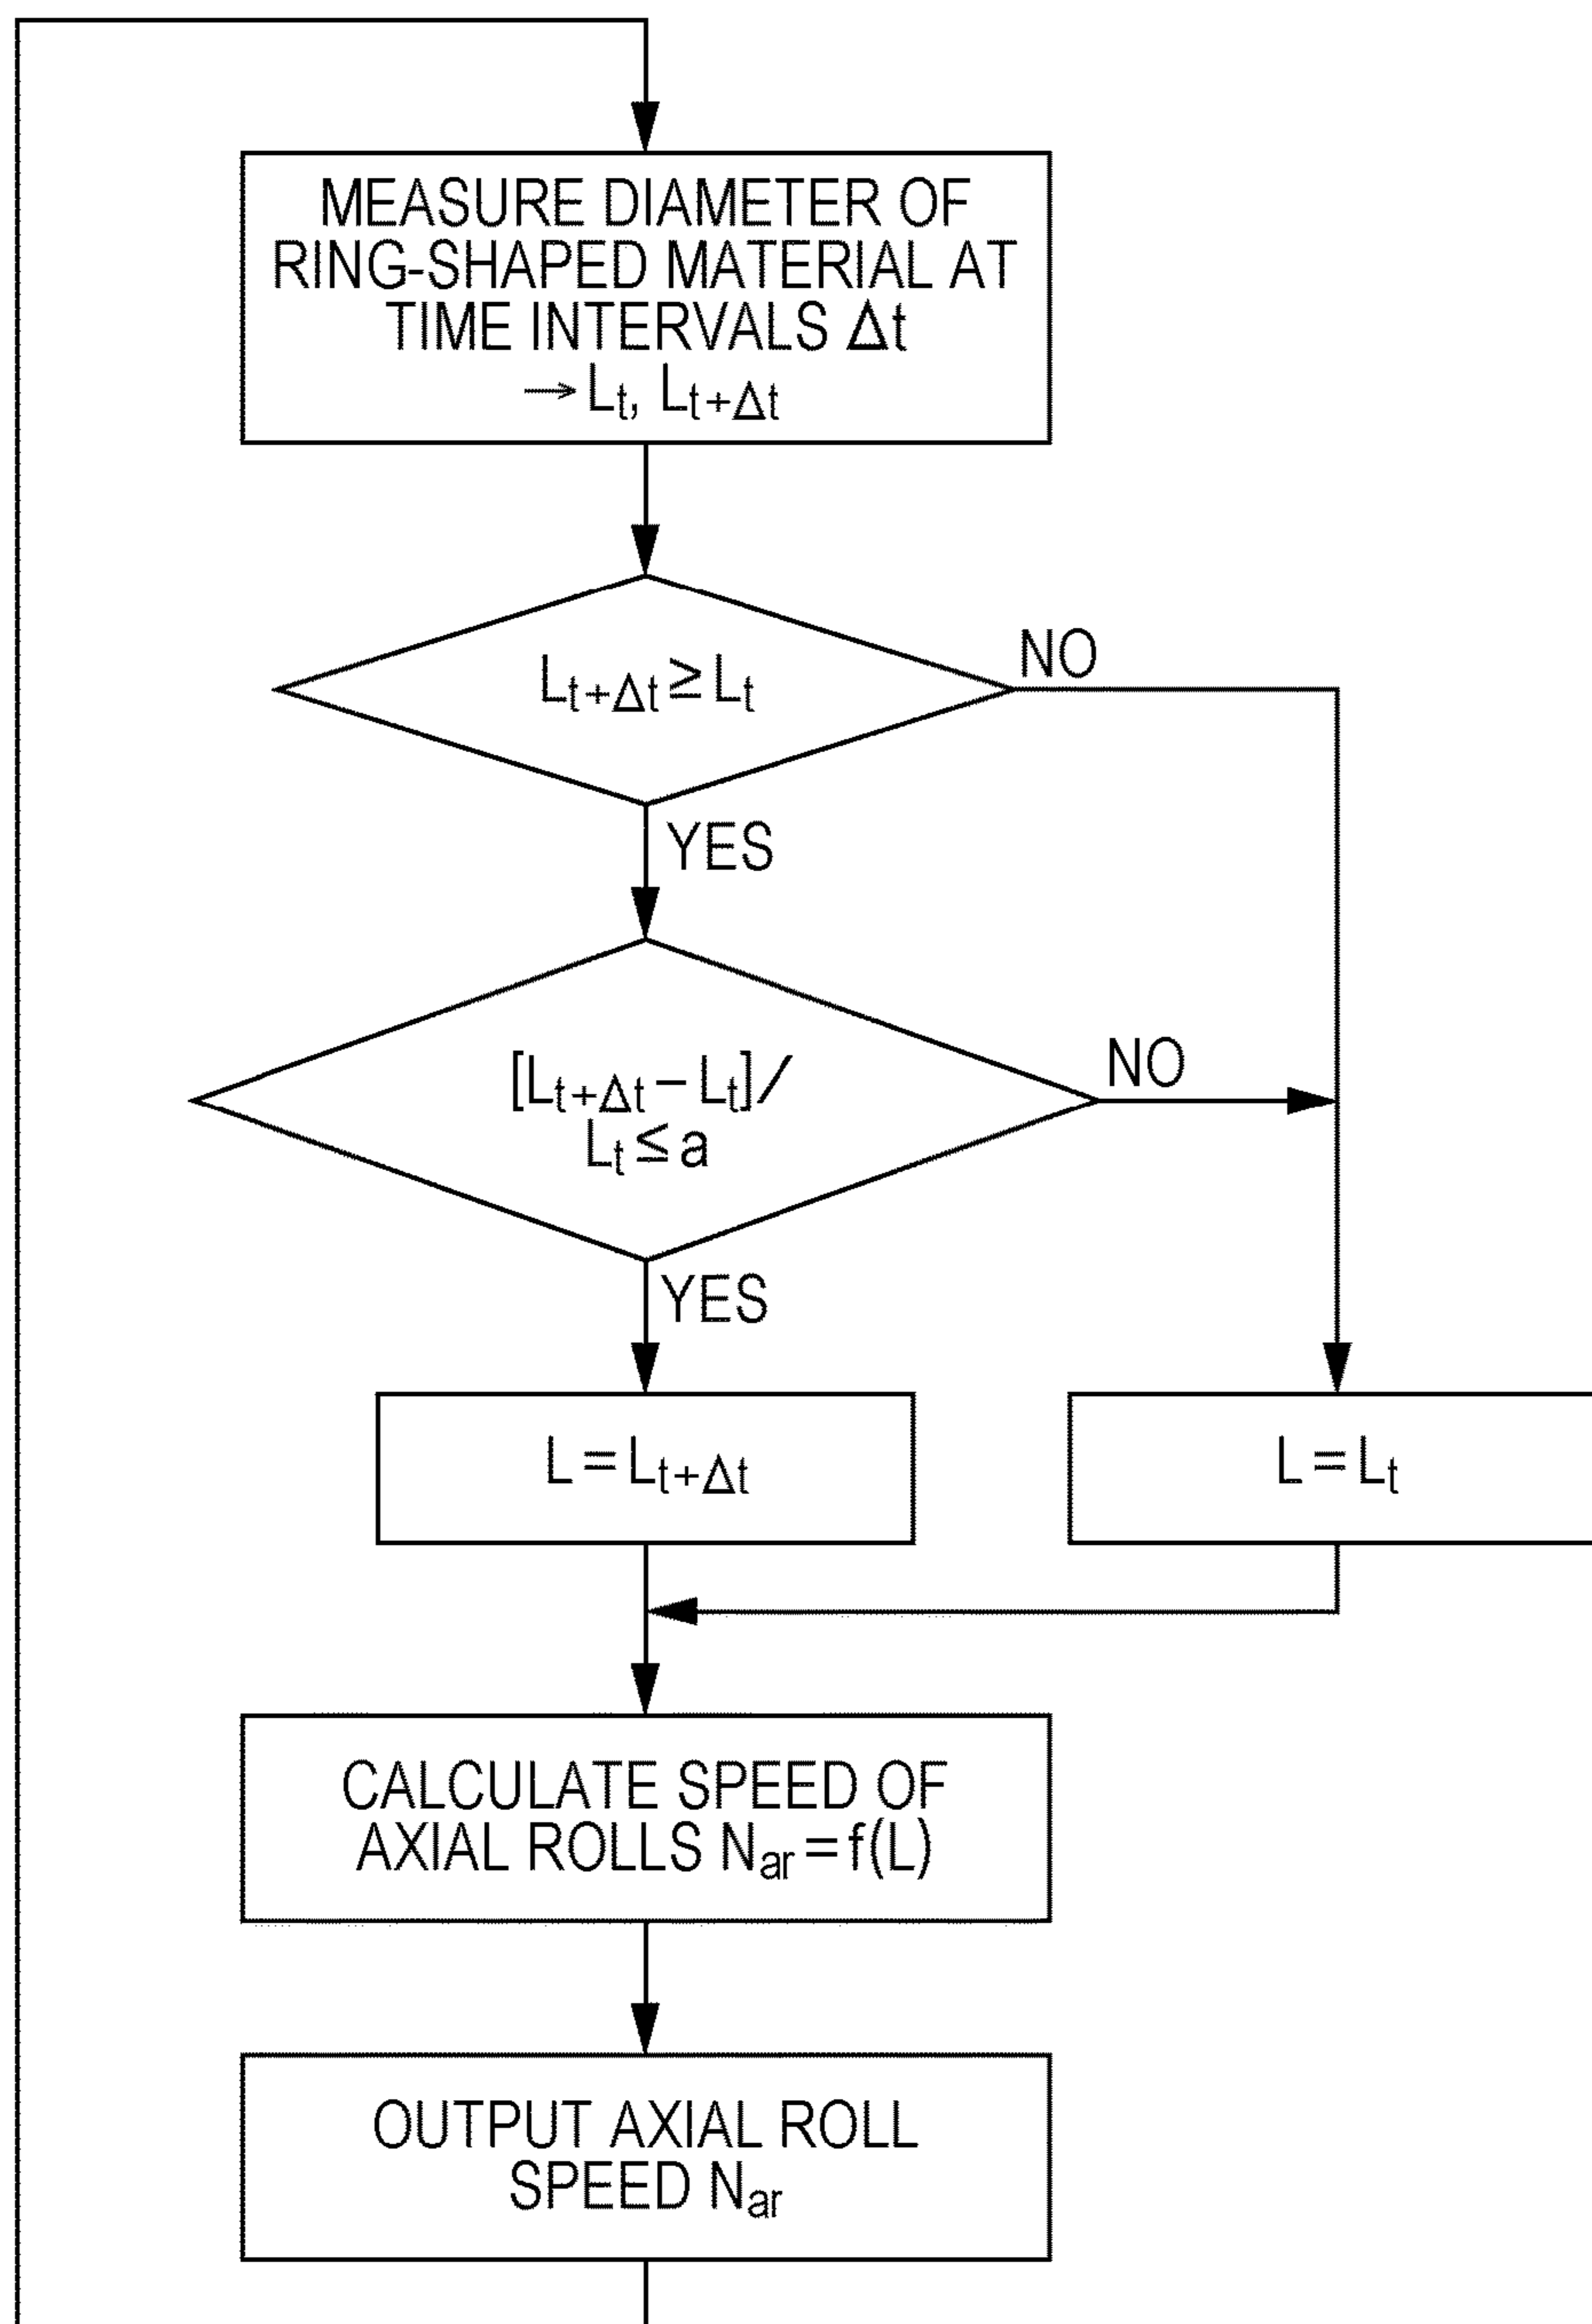 MEASURE DIAMETER OF
RING-SHAPED MATERIAL AT
TIME INTERVALS Δt
→ Lt, Lt+Δt
Lt+Δt ≥ Lt
NO
YES
[Lt+Δt − Lt] /
Lt ≤ a
NO
YES
L = Lt+Δt
L = Lt
CALCULATE SPEED OF
AXIAL ROLLS Nar = f(L)
OUTPUT AXIAL ROLL
SPEED Nar